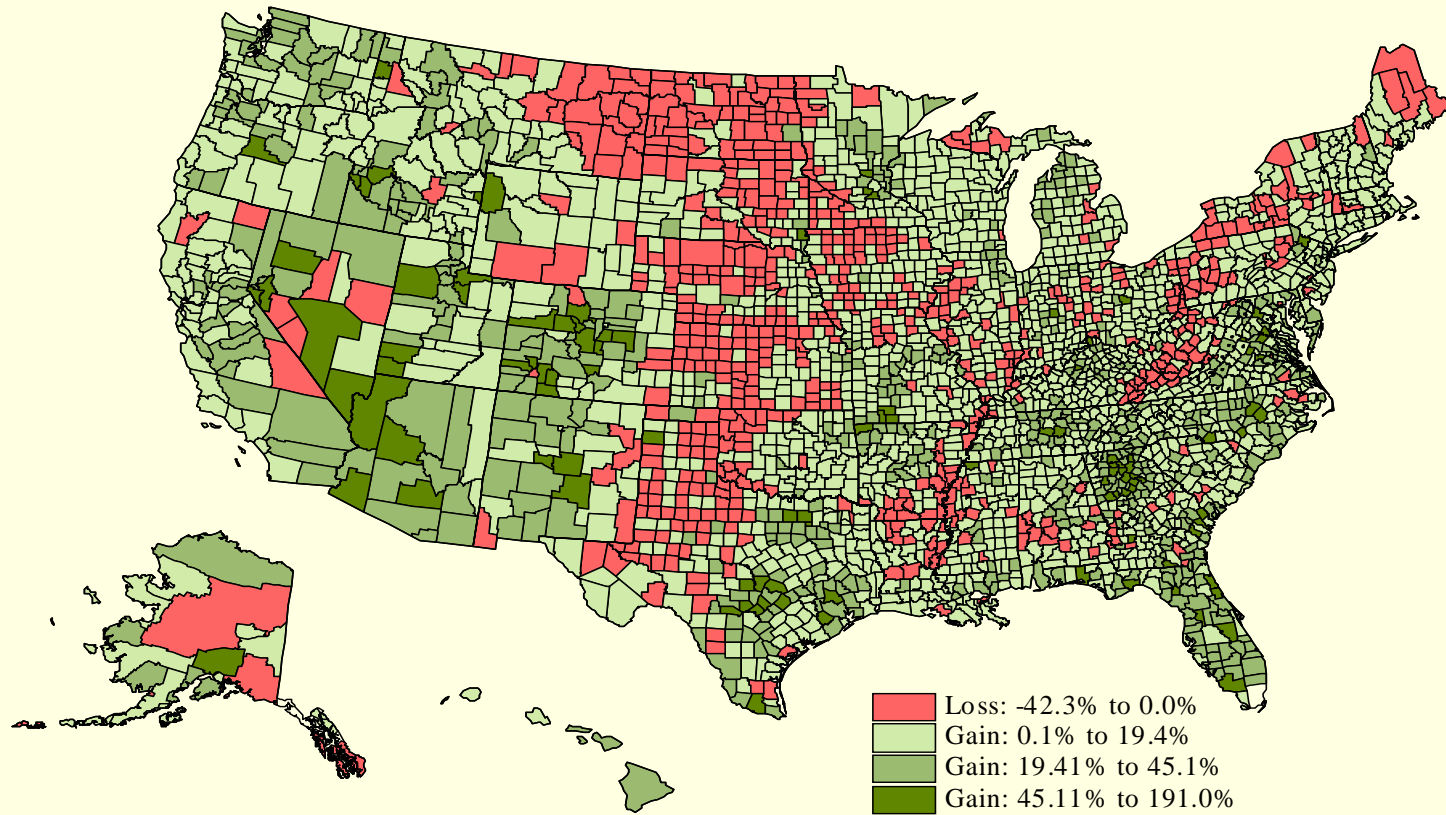 Loss: -42.3% to 0.0%
Gain: 0.1% to 19.4%
Gain: 19.41% to 45.1%
Gain: 45.11% to 191.0%